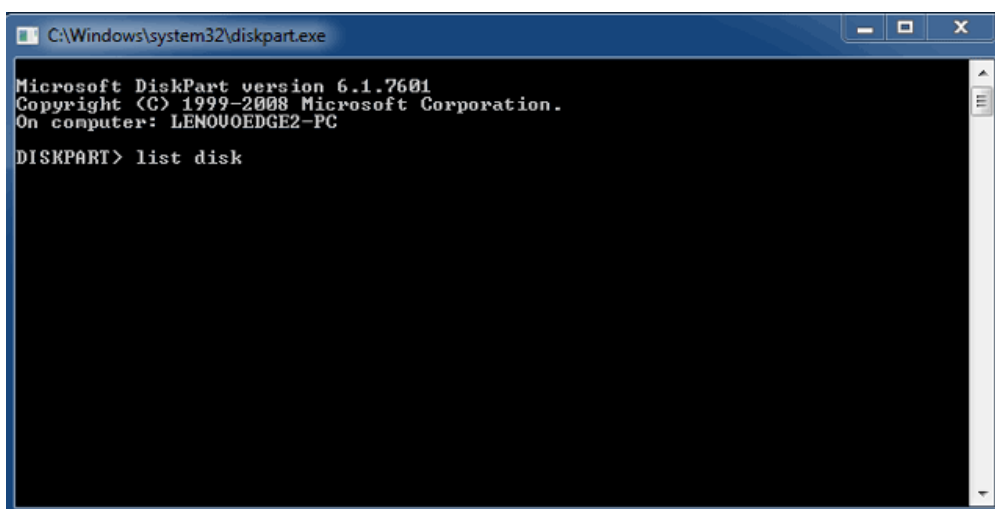 C:\Windows\system32\diskpart.exe
Microsoft DiskPart version 6.1.7601
Copyright (C) 1999-2008 Microsoft Corporation.
On computer: LENOVOEDGE2-PC
DISKPART> list disk